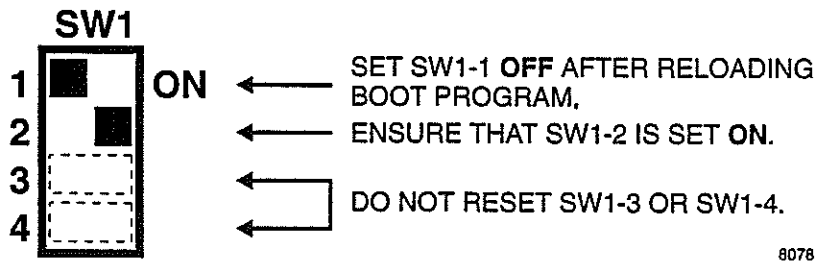 SW1
1 ON SET SW1-1 OFF AFTER RELOADING
BOOT PROGRAM.
2 ENSURE THAT SW1-2 IS SET ON.
3
DO NOT RESET SW1-3 OR SW1-4.
4
8078